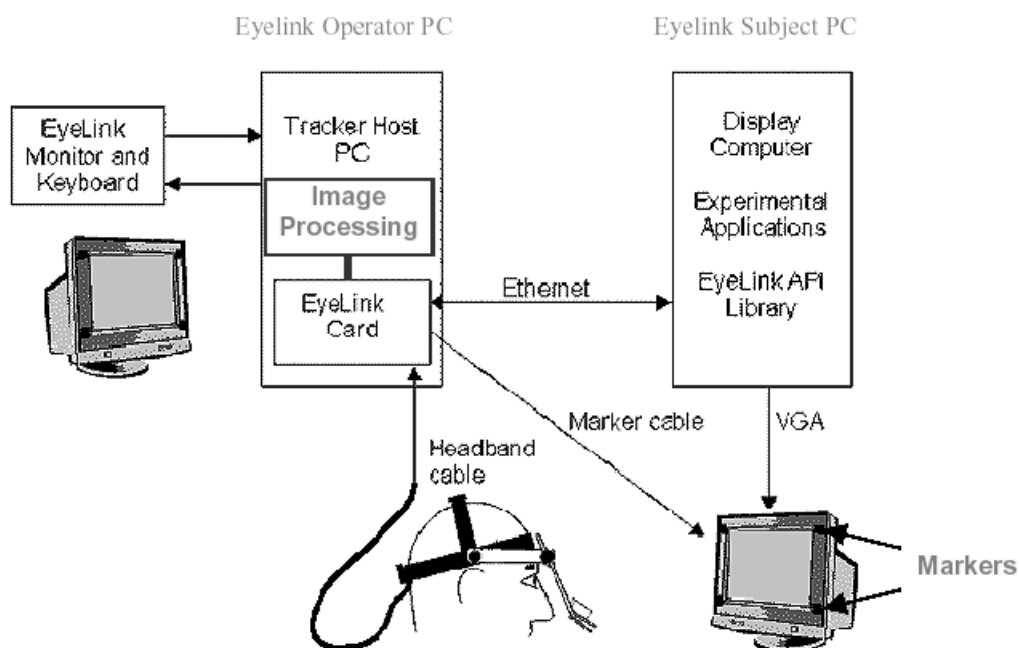 Eyelink Operator PC
Eyelink Subject PC
EyeLink
Monitor and
Keyboard
Tracker Host
PC
Image
Processing
EyeLink
Card
Ethernet
Display
Computer
Experimental
Applications
EyeLink API
Library
Marker cable
VGA
Headband
cable
Markers